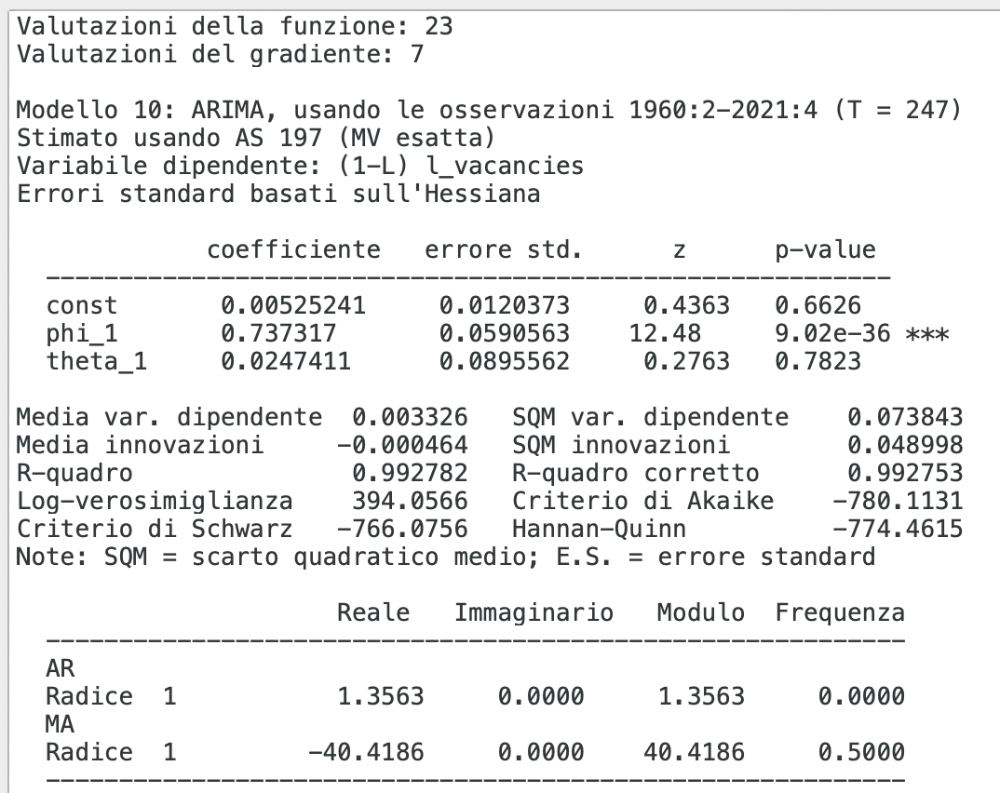 Valutazioni della funzione: 23
Valutazioni del gradiente: 7
Modello 10: ARIMA, usando le osservazioni 1960:2-2021:4 (T = 247)
Stimato usando AS 197 (MV esatta)
Variabile dipendente: (1-L) l_vacancies
Errori standard basati sull'Hessiana
coefficiente errore std. z p-value
const 0.00525241 0.0120373 0.4363 0.6626
phi_1 0.737317 0.0590563 12.48 9.02e-36 ***
theta_1 0.0247411 0.0895562 0.2763 0.7823
Media var. dipendente 0.003326 SQM var. dipendente 0.073843
Media innovazioni -0.000464 SQM innovazioni 0.048998
R-quadro 0.992782 R-quadro corretto 0.992753
Log-verosimiglianza 394.0566 Criterio di Akaike -780.1131
Criterio di Schwarz -766.0756 Hannan-Quinn -774.4615
Note: SQM = scarto quadratico medio; E.S. = errore standard
Reale Immaginario Modulo Frequenza
AR
Radice 1 1.3563 0.0000 1.3563 0.0000
MA
Radice 1 -40.4186 0.0000 40.4186 0.5000